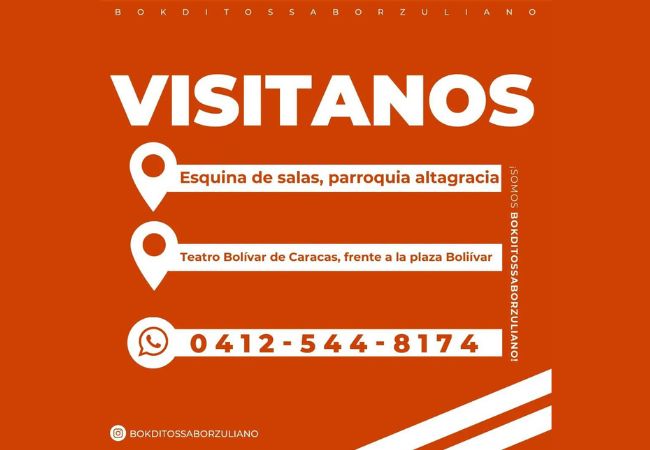 BOKDITOSSABORZULIANO
VISITANOS
Esquina de salas, parroquia altagracia
Teatro Bolívar de Caracas, frente a la plaza Boliívar
0412-544-8174
¡SOMOS BOKDITOSSABORZULIANO!
BOKDITOSSABORZULIANO